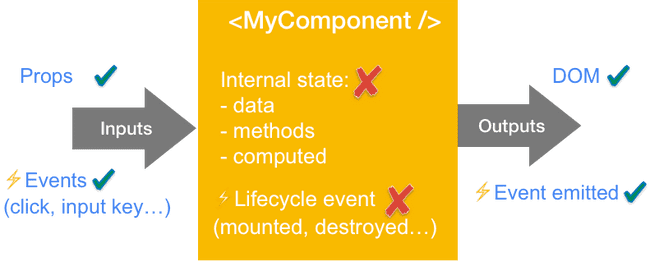 <MyComponent />
Props
Inputs
⚡Events
(click, input key…)
Internal state:
- data
- methods
- computed
⚡Lifecycle event
(mounted, destroyed…)
DOM
Outputs
⚡Event emitted